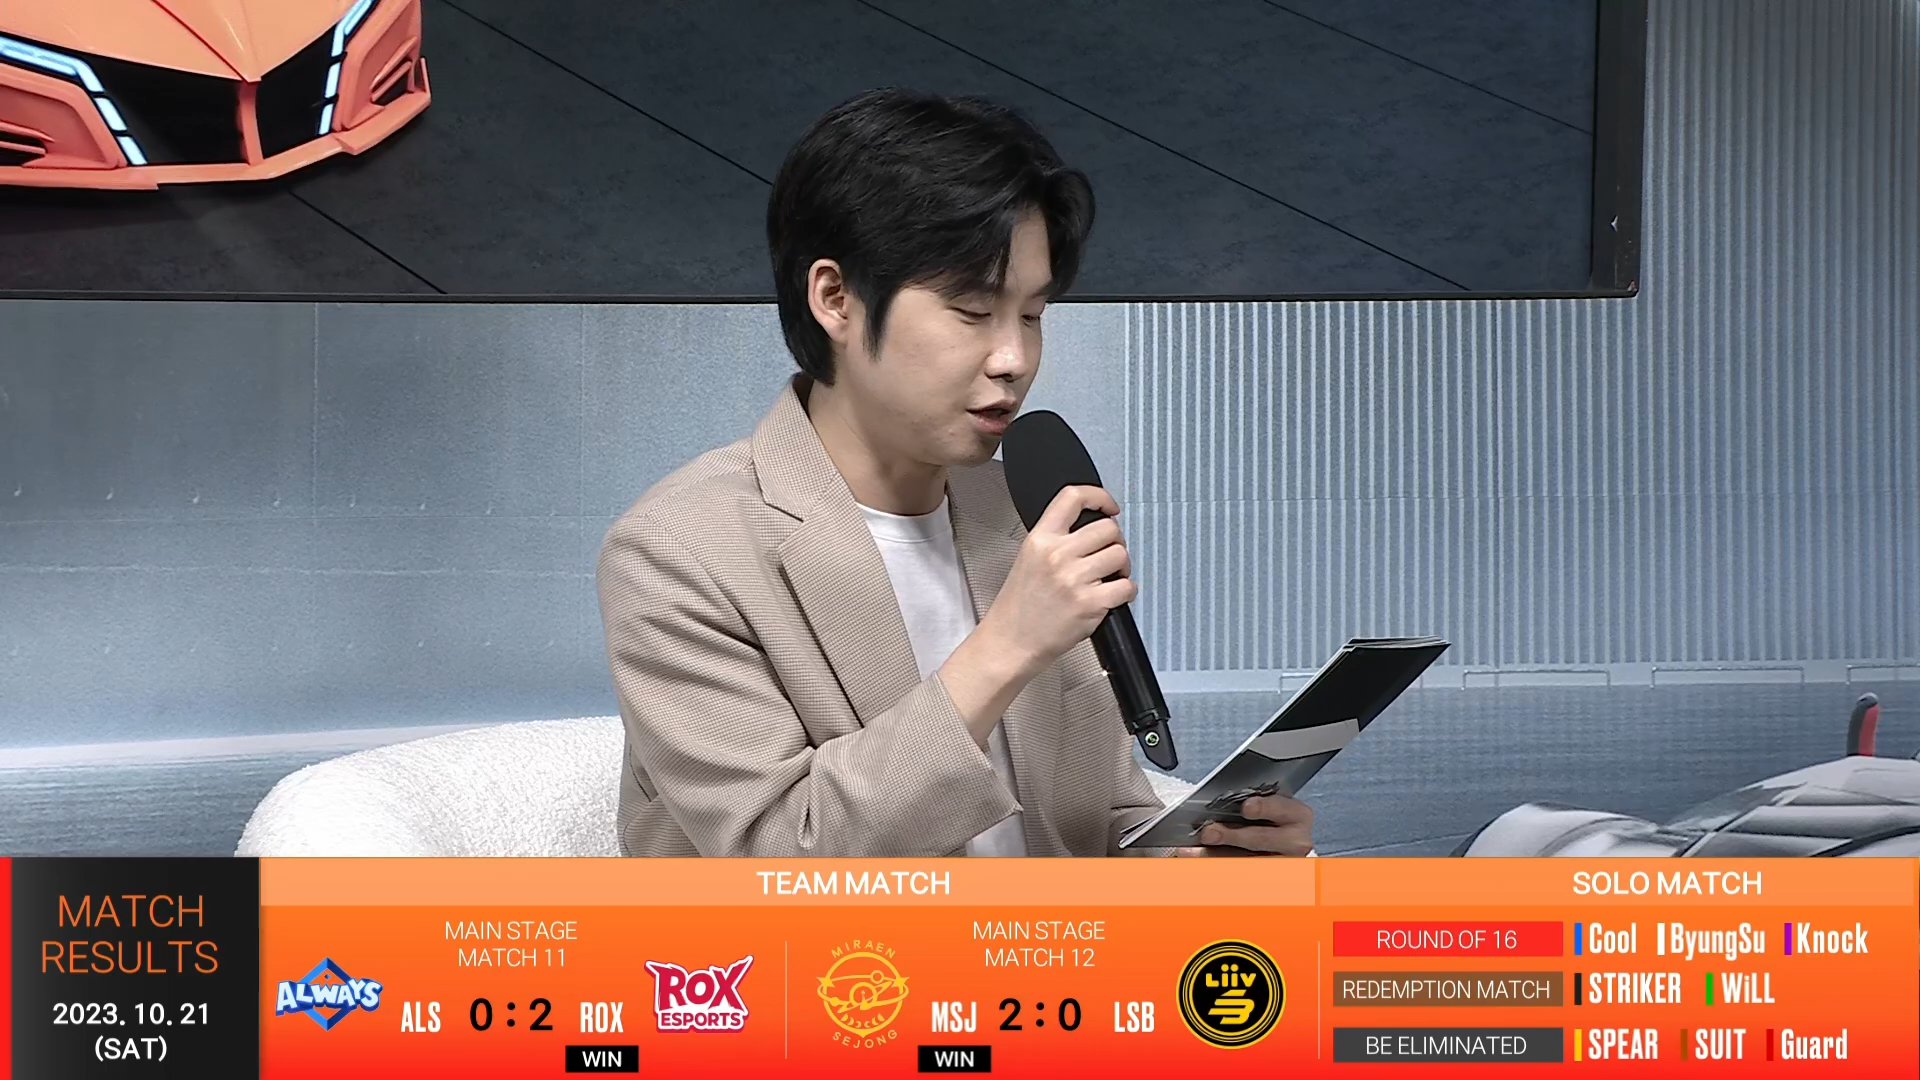 MATCH
RESULTS
2023. 10. 21
(SAT)
TEAM MATCH
MAIN STAGE
MATCH 11
ALWAYS
ALS 0 : 2 ROX
ROX
ESPORTS
WIN
MAIN STAGE
MATCH 12
MIRAEN
SEJONG
MSJ 2 : 0 LSB
Liiv
SB
WIN
SOLO MATCH
ROUND OF 16 Cool ByungSu Knock
REDEMPTION MATCH STRIKER WiLL
BE ELIMINATED SPEAR SUIT Guard